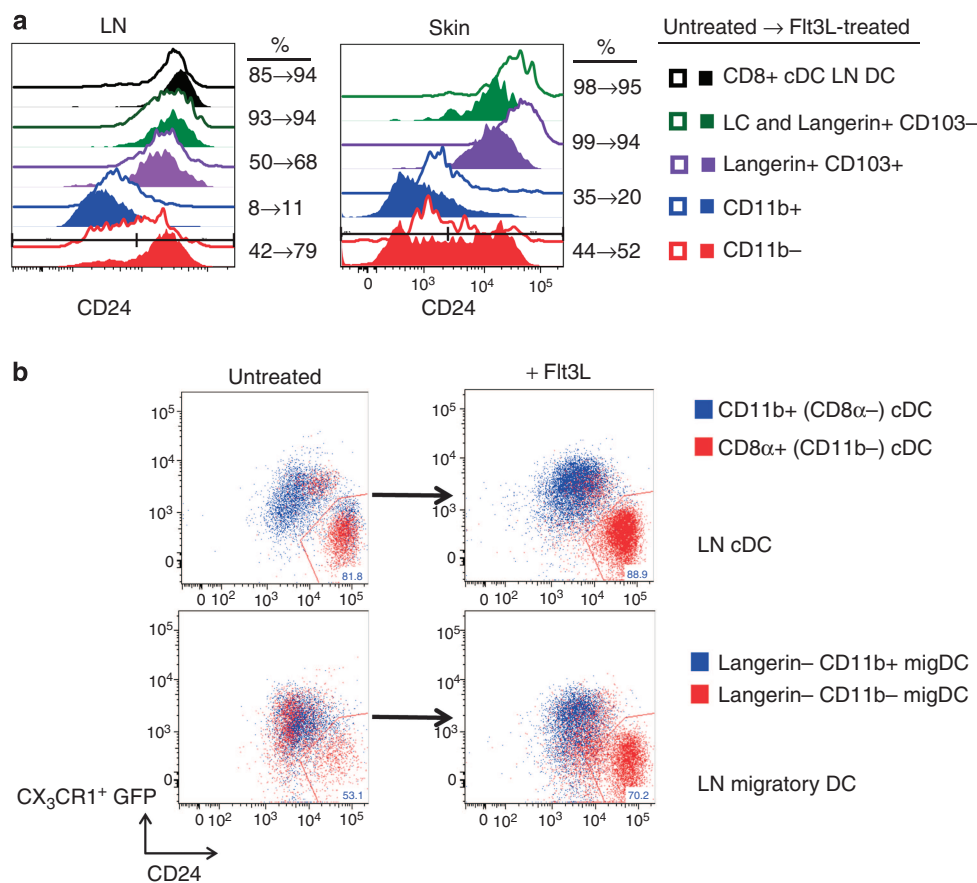 a
LN
%
85→94
93→94
50→68
8→11
42→79
CD24
Skin
%
98→95
99→94
35→20
44→52
0 10³ 10⁴ 10⁵
CD24
Untreated → Flt3L-treated
CD8+ cDC LN DC
LC and Langerin+ CD103–
Langerin+ CD103+
CD11b+
CD11b–
b
Untreated
+ Flt3L
10⁵
10⁴
10³
0
81.8
0 10² 10³ 10⁴ 10⁵
10⁵
10⁴
10³
0
88.9
0 10² 10³ 10⁴ 10⁵
CD11b+ (CD8α–) cDC
CD8α+ (CD11b–) cDC
LN cDC
10⁵
10⁴
10³
0
53.1
0 10² 10³ 10⁴ 10⁵
10⁵
10⁴
10³
0
70.2
0 10² 10³ 10⁴ 10⁵
Langerin– CD11b+ migDC
Langerin– CD11b– migDC
LN migratory DC
CX₃CR1⁺ GFP
CD24